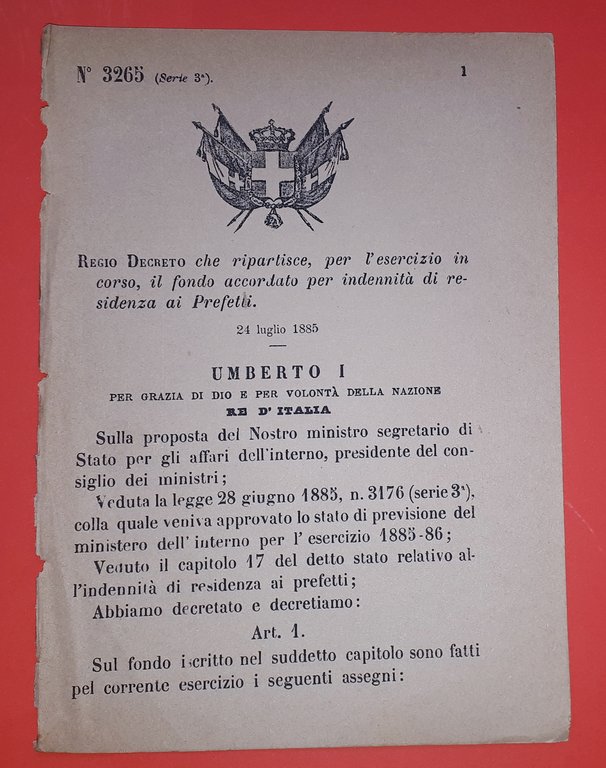 N° 3265 (Serie 3ª).
1
REGIO DECRETO che ripartisce, per l'esercizio in
corso, il fondo accordato per indennità di re-
sidenza ai Prefetti.
24 luglio 1885
UMBERTO I
PER GRAZIA DI DIO E PER VOLONTÀ DELLA NAZIONE
RE D'ITALIA
Sulla proposta del Nostro ministro segretario di
Stato per gli affari dell'interno, presidente del con-
siglio dei ministri;
Veduta la legge 28 giugno 1885, n. 3176 (serie 3ª),
colla quale veniva approvato lo stato di previsione del
ministero dell'interno per l'esercizio 1885-86;
Veduto il capitolo 17 del detto stato relativo al-
l'indennità di residenza ai prefetti;
Abbiamo decretato e decretiamo:
Art. 1.
Sul fondo iscritto nel suddetto capitolo sono fatti
pel corrente esercizio i seguenti assegni: